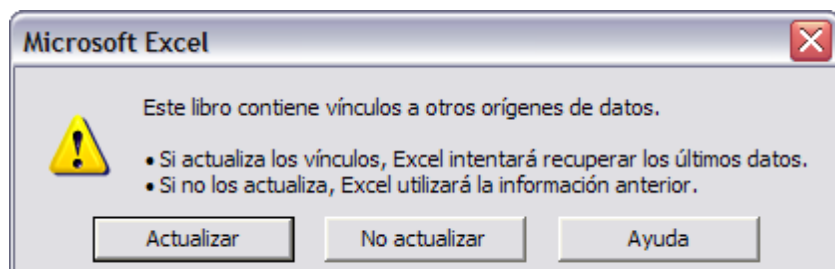 Microsoft Excel
Este libro contiene vínculos a otros orígenes de datos.
• Si actualiza los vínculos, Excel intentará recuperar los últimos datos.
• Si no los actualiza, Excel utilizará la información anterior.
Actualizar No actualizar Ayuda